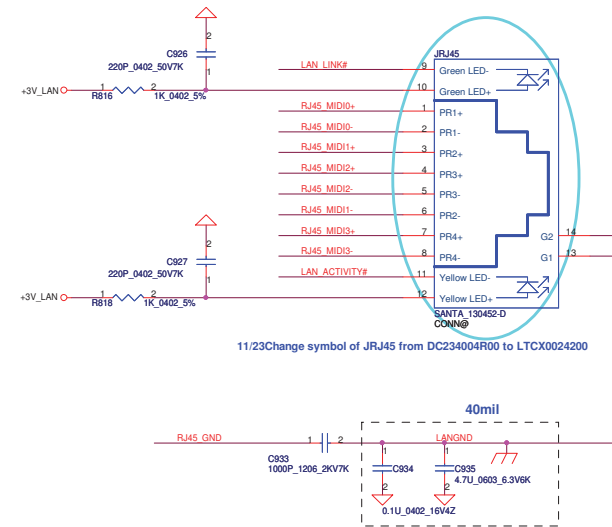 2
C926
220P_0402_50V7K
1
+3V_LAN
1
R816
2
1K_0402_5%
JRJ45
LAN_LINK#
9
Green LED-
10
Green LED+
RJ45_MIDI0+
1
PR1+
RJ45_MIDI0-
2
PR1-
RJ45_MIDI1+
3
PR2+
RJ45_MIDI2+
4
PR3+
RJ45_MIDI2-
5
PR3-
RJ45_MIDI1-
6
PR2-
RJ45_MIDI3+
7
PR4+
RJ45_MIDI3-
8
PR4-
G2
14
G1
13
LAN_ACTIVITY#
11
Yellow LED-
12
Yellow LED+
SANTA_130452-D
CONN@
2
C927
220P_0402_50V7K
1
+3V_LAN
1
R818
2
1K_0402_5%
11/23Change symbol of JRJ45 from DC234004R00 to LTCX0024200
40mil
RJ45_GND
1
2
C933
1000P_1206_2KV7K
LANGND
1
C934
2
0.1U_0402_16V4Z
1
C935
4.7U_0603_6.3V6K
2